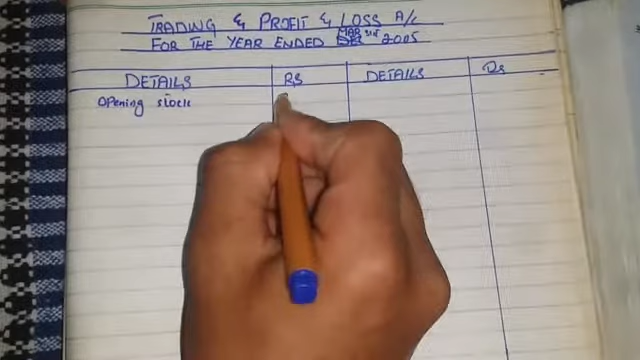 TRADING & PROFIT & LOSS A/C
FOR THE YEAR ENDED MAR 31st 2005
DETAILS RS DETAILS Rs
Opening stock